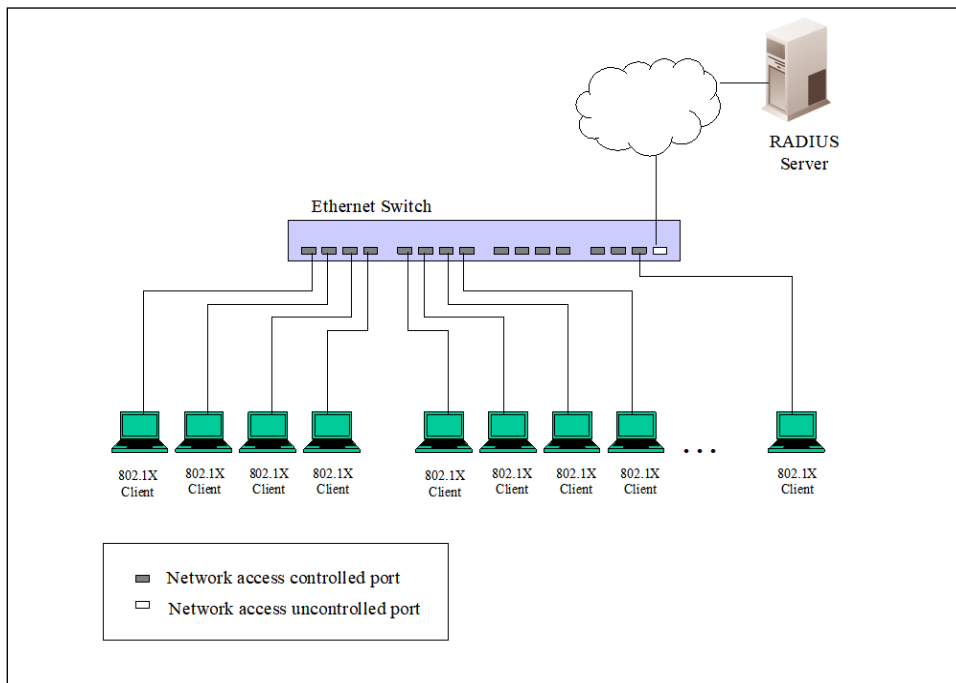 RADIUS
Server
Ethernet Switch
802.1X
Client
802.1X
Client
802.1X
Client
802.1X
Client
802.1X
Client
802.1X
Client
802.1X
Client
802.1X
Client
...
802.1X
Client
Network access controlled port
Network access uncontrolled port